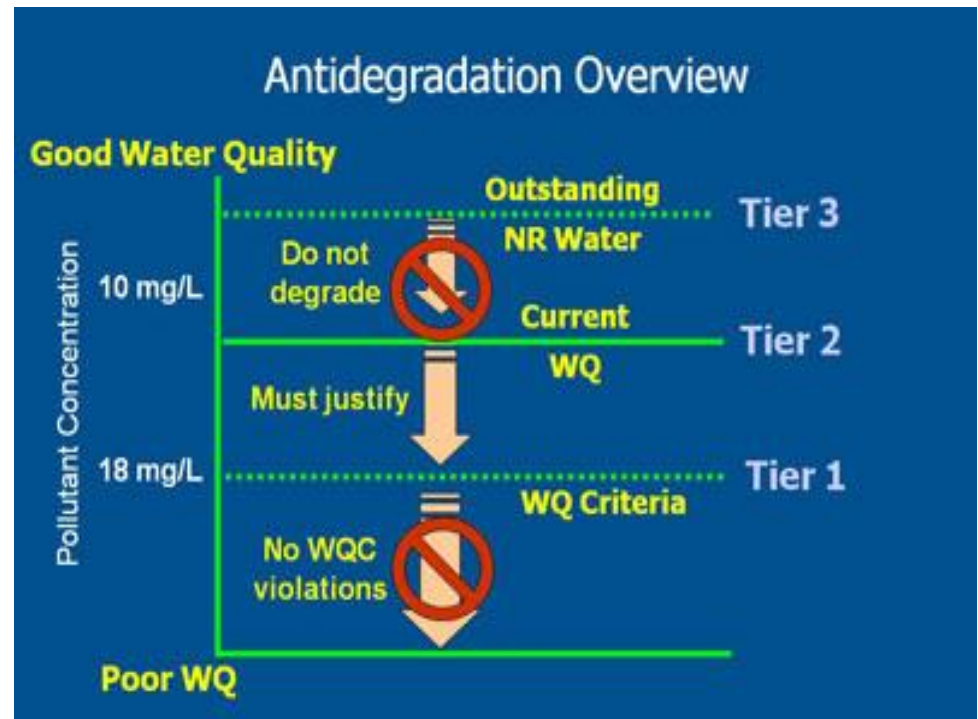 Antidegradation Overview
Good Water Quality
Outstanding
Tier 3
NR Water
Do not
degrade
10 mg/L
Current
Tier 2
WQ
Must justify
Pollutant Concentration
18 mg/L
Tier 1
WQ Criteria
No WQC
violations
Poor WQ